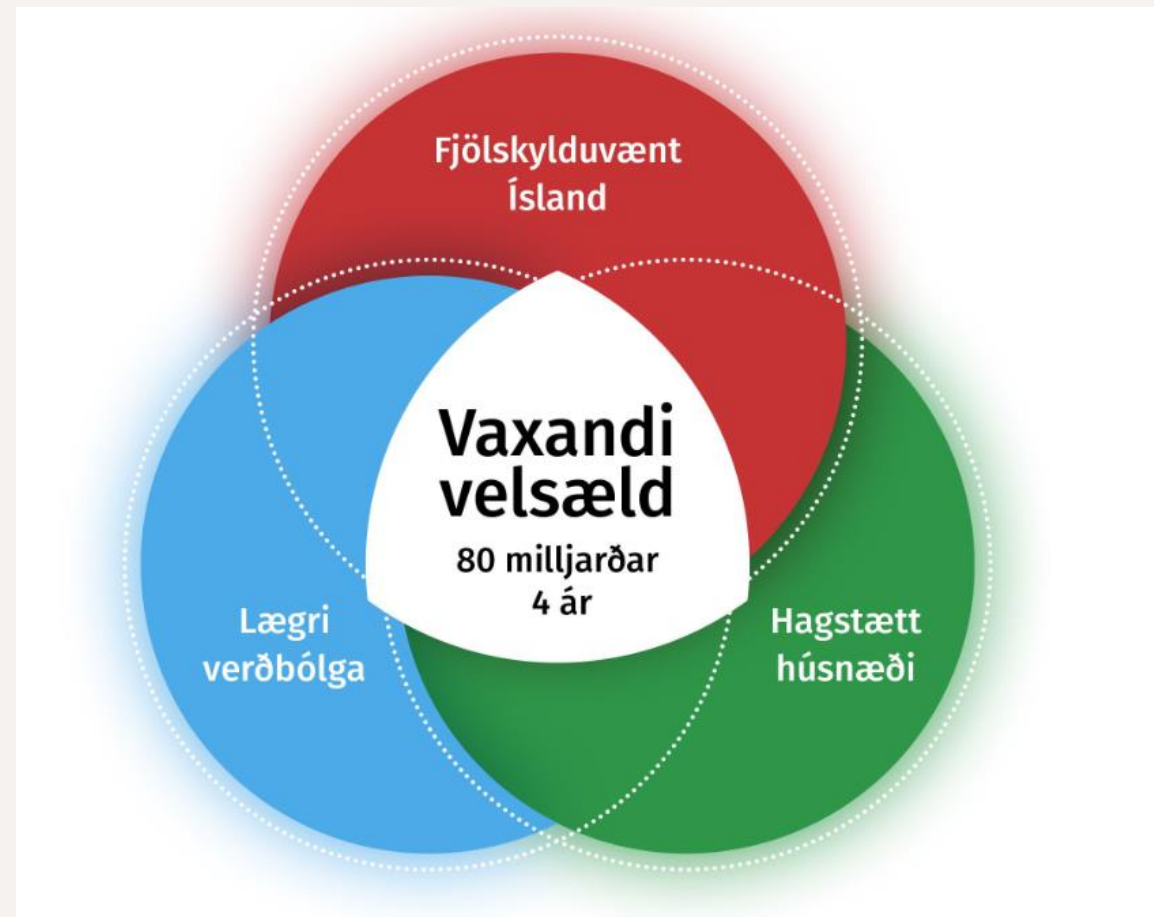 Fjölskylduvænt
Ísland
Vaxandi
velsæld
80 milljarðar
4 ár
Lægri
verðbólga
Hagstætt
húsnæði